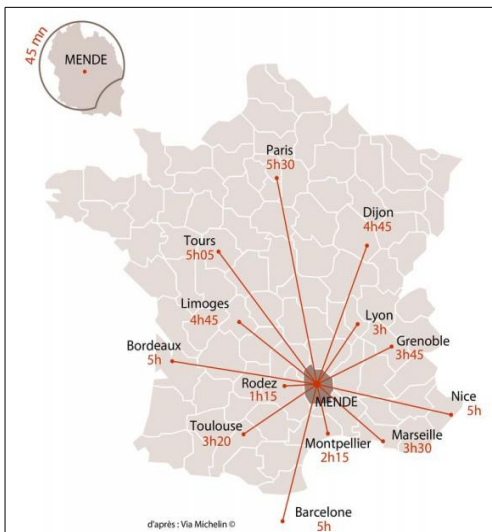 45 mn
MENDE
Paris
5h30
Dijon
4h45
Tours
5h05
Limoges
4h45
Lyon
3h
Grenoble
3h45
Bordeaux
5h
Rodez
1h15
MENDE
Nice
5h
Toulouse
3h20
Montpellier
2h15
Marseille
3h30
Barcelone
5h
d'après : Via Michelin ©